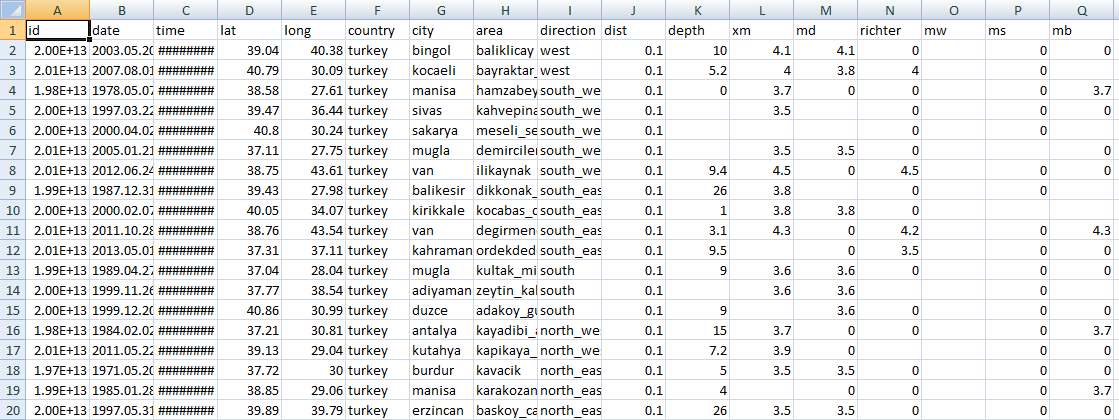 A B C D E F G H I J K L M N O P Q
1 id date time lat long country city area direction dist depth xm md richter mw ms mb
2 2.00E+13 2003.05.20 ######## 39.04 40.38 turkey bingol baliklicay west 0.1 10 4.1 4.1 0 0 0
3 2.01E+13 2007.08.01 ######## 40.79 30.09 turkey kocaeli bayraktar_ west 0.1 5.2 4 3.8 4 0
4 1.98E+13 1978.05.07 ######## 38.58 27.61 turkey manisa hamzabey south_we 0.1 0 3.7 0 0 0 3.7
5 2.00E+13 1997.03.22 ######## 39.47 36.44 turkey sivas kahvepina south_we 0.1 3.5 0 0 0
6 2.00E+13 2000.04.02 ######## 40.8 30.24 turkey sakarya meseli_se south_we 0.1 0 0
7 2.01E+13 2005.01.21 ######## 37.11 27.75 turkey mugla demircile south_we 0.1 3.5 3.5 0 0 0
8 2.01E+13 2012.06.24 ######## 38.75 43.61 turkey van ilikaynak south_we 0.1 9.4 4.5 0 4.5 0 0
9 1.99E+13 1987.12.31 ######## 39.43 27.98 turkey balikesir dikkonak_ south_eas 0.1 26 3.8 0 0
10 2.00E+13 2000.02.07 ######## 40.05 34.07 turkey kirikkale kocabas_c south_eas 0.1 1 3.8 3.8 0
11 2.01E+13 2011.10.28 ######## 38.76 43.54 turkey van degirmen south_eas 0.1 3.1 4.3 0 4.2 0 4.3
12 2.01E+13 2013.05.01 ######## 37.31 37.11 turkey kahraman ordekded south_eas 0.1 9.5 0 3.5 0 0
13 1.99E+13 1989.04.27 ######## 37.04 28.04 turkey mugla kultak_mi south 0.1 9 3.6 3.6 0 0 0
14 2.00E+13 1999.11.26 ######## 37.77 38.54 turkey adiyaman zeytin_kal south 0.1 3.6 3.6 0
15 2.00E+13 1999.12.20 ######## 40.86 30.99 turkey duzce adakoy_g south 0.1 9 3.6 0 0 0
16 1.98E+13 1984.02.02 ######## 37.21 30.81 turkey antalya kayadibi_ north_we 0.1 15 3.7 0 0 0 3.7
17 2.01E+13 2011.05.22 ######## 39.13 29.04 turkey kutahya kapikaya_ north_we 0.1 7.2 3.9 0 0
18 1.97E+13 1971.05.20 ######## 37.72 30 turkey burdur kavacik north_eas 0.1 5 3.5 3.5 0 0 0
19 1.99E+13 1985.01.28 ######## 38.85 29.06 turkey manisa karakozan north_eas 0.1 4 0 0 0 3.7
20 2.00E+13 1997.05.31 ######## 39.89 39.79 turkey erzincan baskoy_ca north_eas 0.1 26 3.5 3.5 0 0 0